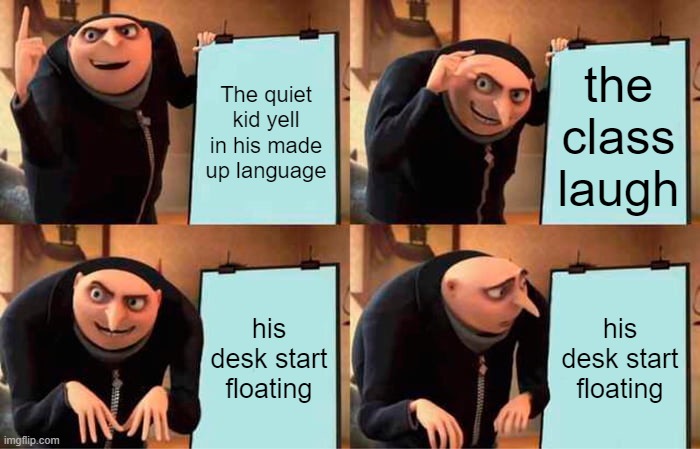 The quiet
kid yell
in his made
up language
the
class
laugh
his
desk start
floating
his
desk start
floating
imgflip.com